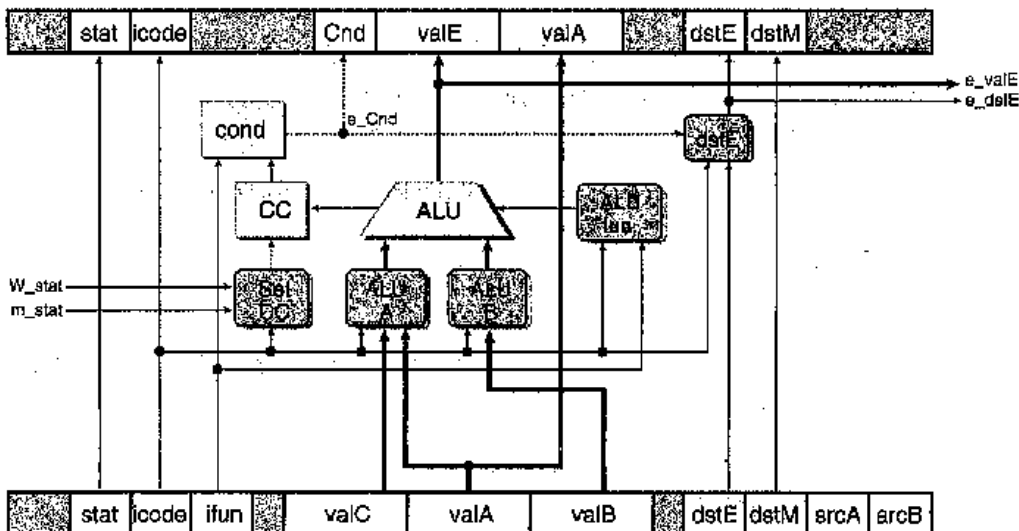 stat icode Cnd valE valA dstE dstM
e_valE
e_dstE
e_Cnd
cond
dstE
CC
ALU
ALU
fun.
W_stat
m_stat
Set
CC
ALU
A
ALU
B
stat icode ifun valC valA valB dstE dstM srcA srcB